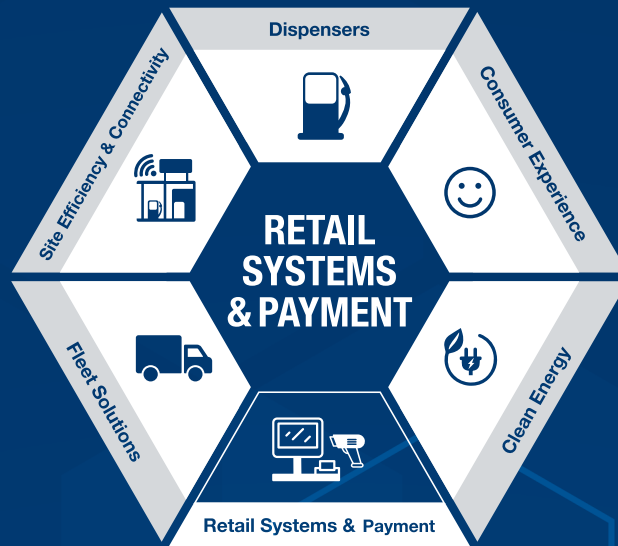 Dispensers
Site Efficiency & Connectivity
Consumer Experience
RETAIL
SYSTEMS
& PAYMENT
Fleet Solutions
Clean Energy
Retail Systems & Payment